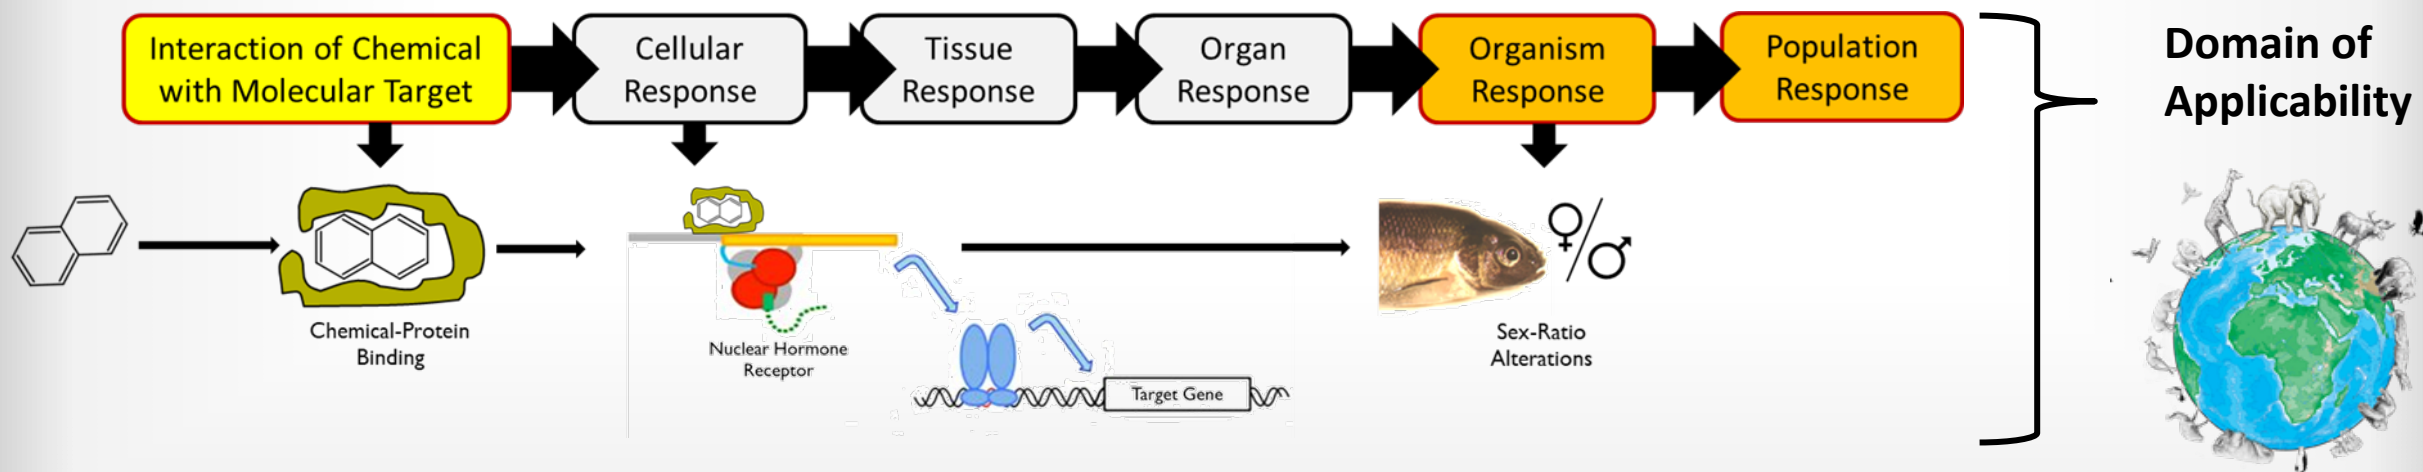 Interaction of Chemical
with Molecular Target
Cellular
Response
Tissue
Response
Organ
Response
Organism
Response
Population
Response
Domain of
Applicability
Chemical-Protein
Binding
Nuclear Hormone
Receptor
Target Gene
Sex-Ratio
Alterations